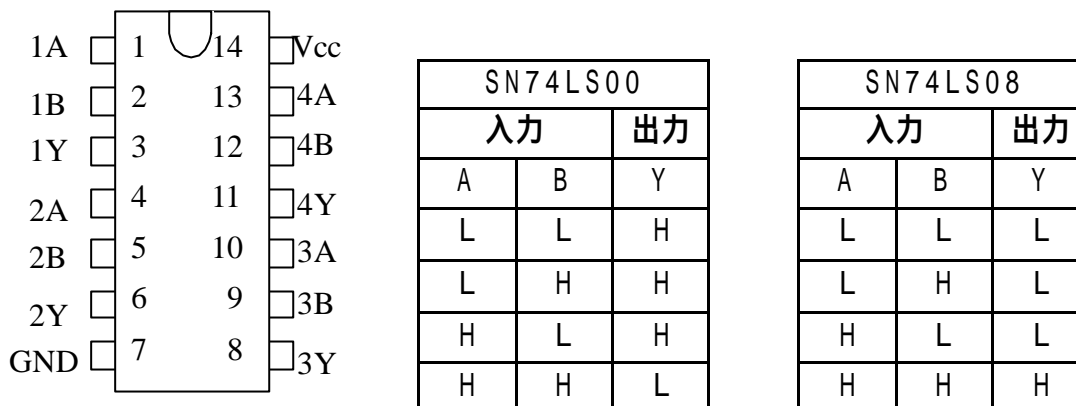 1A 1 14 Vcc
1B 2 13 4A
1Y 3 12 4B
2A 4 11 4Y
2B 5 10 3A
2Y 6 9 3B
GND 7 8 3Y
SN74LS00
入力 出力
A B Y
L L H
L H H
H L H
H H L
SN74LS08
入力 出力
A B Y
L L L
L H L
H L L
H H H